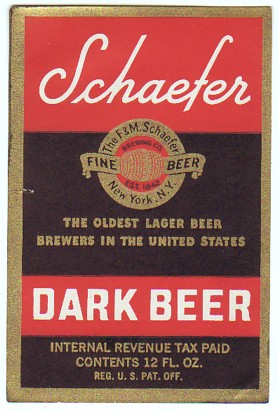 Schaefer
The F.&M. Schaefer
BREWING CO.
FINE BEER
EST. 1842
New York, N.Y.
THE OLDEST LAGER BEER
BREWERS IN THE UNITED STATES
DARK BEER
INTERNAL REVENUE TAX PAID
CONTENTS 12 FL. OZ.
REG. U. S. PAT. OFF.